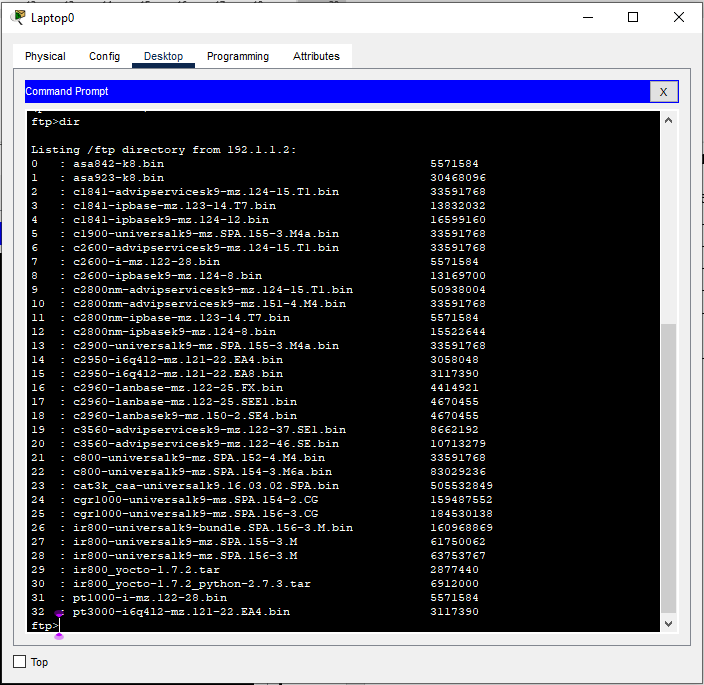 Laptop0
Physical Config Desktop Programming Attributes
Command Prompt X
ftp>dir
Listing /ftp directory from 192.1.1.2:
0 : asa842-k8.bin 5571584
1 : asa923-k8.bin 30468096
2 : c1841-advipservicesk9-mz.124-15.T1.bin 33591768
3 : c1841-ipbase-mz.123-14.T7.bin 13832032
4 : c1841-ipbasek9-mz.124-12.bin 16599160
5 : c1900-universalk9-mz.SPA.155-3.M4a.bin 33591768
6 : c2600-advipservicesk9-mz.124-15.T1.bin 33591768
7 : c2600-i-mz.122-28.bin 5571584
8 : c2600-ipbasek9-mz.124-8.bin 13169700
9 : c2800nm-advipservicesk9-mz.124-15.T1.bin 50938004
10 : c2800nm-advipservicesk9-mz.151-4.M4.bin 33591768
11 : c2800nm-ipbase-mz.123-14.T7.bin 5571584
12 : c2800nm-ipbasek9-mz.124-8.bin 15522644
13 : c2900-universalk9-mz.SPA.155-3.M4a.bin 33591768
14 : c2950-i6q4l2-mz.121-22.EA4.bin 3058048
15 : c2950-i6q4l2-mz.121-22.EA8.bin 3117390
16 : c2960-lanbase-mz.122-25.FX.bin 4414921
17 : c2960-lanbase-mz.122-25.SEE1.bin 4670455
18 : c2960-lanbasek9-mz.150-2.SE4.bin 4670455
19 : c3560-advipservicesk9-mz.122-37.SE1.bin 8662192
20 : c3560-advipservicesk9-mz.122-46.SE.bin 10713279
21 : c800-universalk9-mz.SPA.152-4.M4.bin 33591768
22 : c800-universalk9-mz.SPA.154-3.M6a.bin 83029236
23 : cat3k_caa-universalk9.16.03.02.SPA.bin 505532849
24 : cgr1000-universalk9-mz.SPA.154-2.CG 159487552
25 : cgr1000-universalk9-mz.SPA.156-3.CG 184530138
26 : ir800-universalk9-bundle.SPA.156-3.M.bin 160968869
27 : ir800-universalk9-mz.SPA.155-3.M 61750062
28 : ir800-universalk9-mz.SPA.156-3.M 63753767
29 : ir800_yocto-1.7.2.tar 2877440
30 : ir800_yocto-1.7.2_python-2.7.3.tar 6912000
31 : pt1000-i-mz.122-28.bin 5571584
32 : pt3000-i6q4l2-mz.121-22.EA4.bin 3117390
ftp>
Top